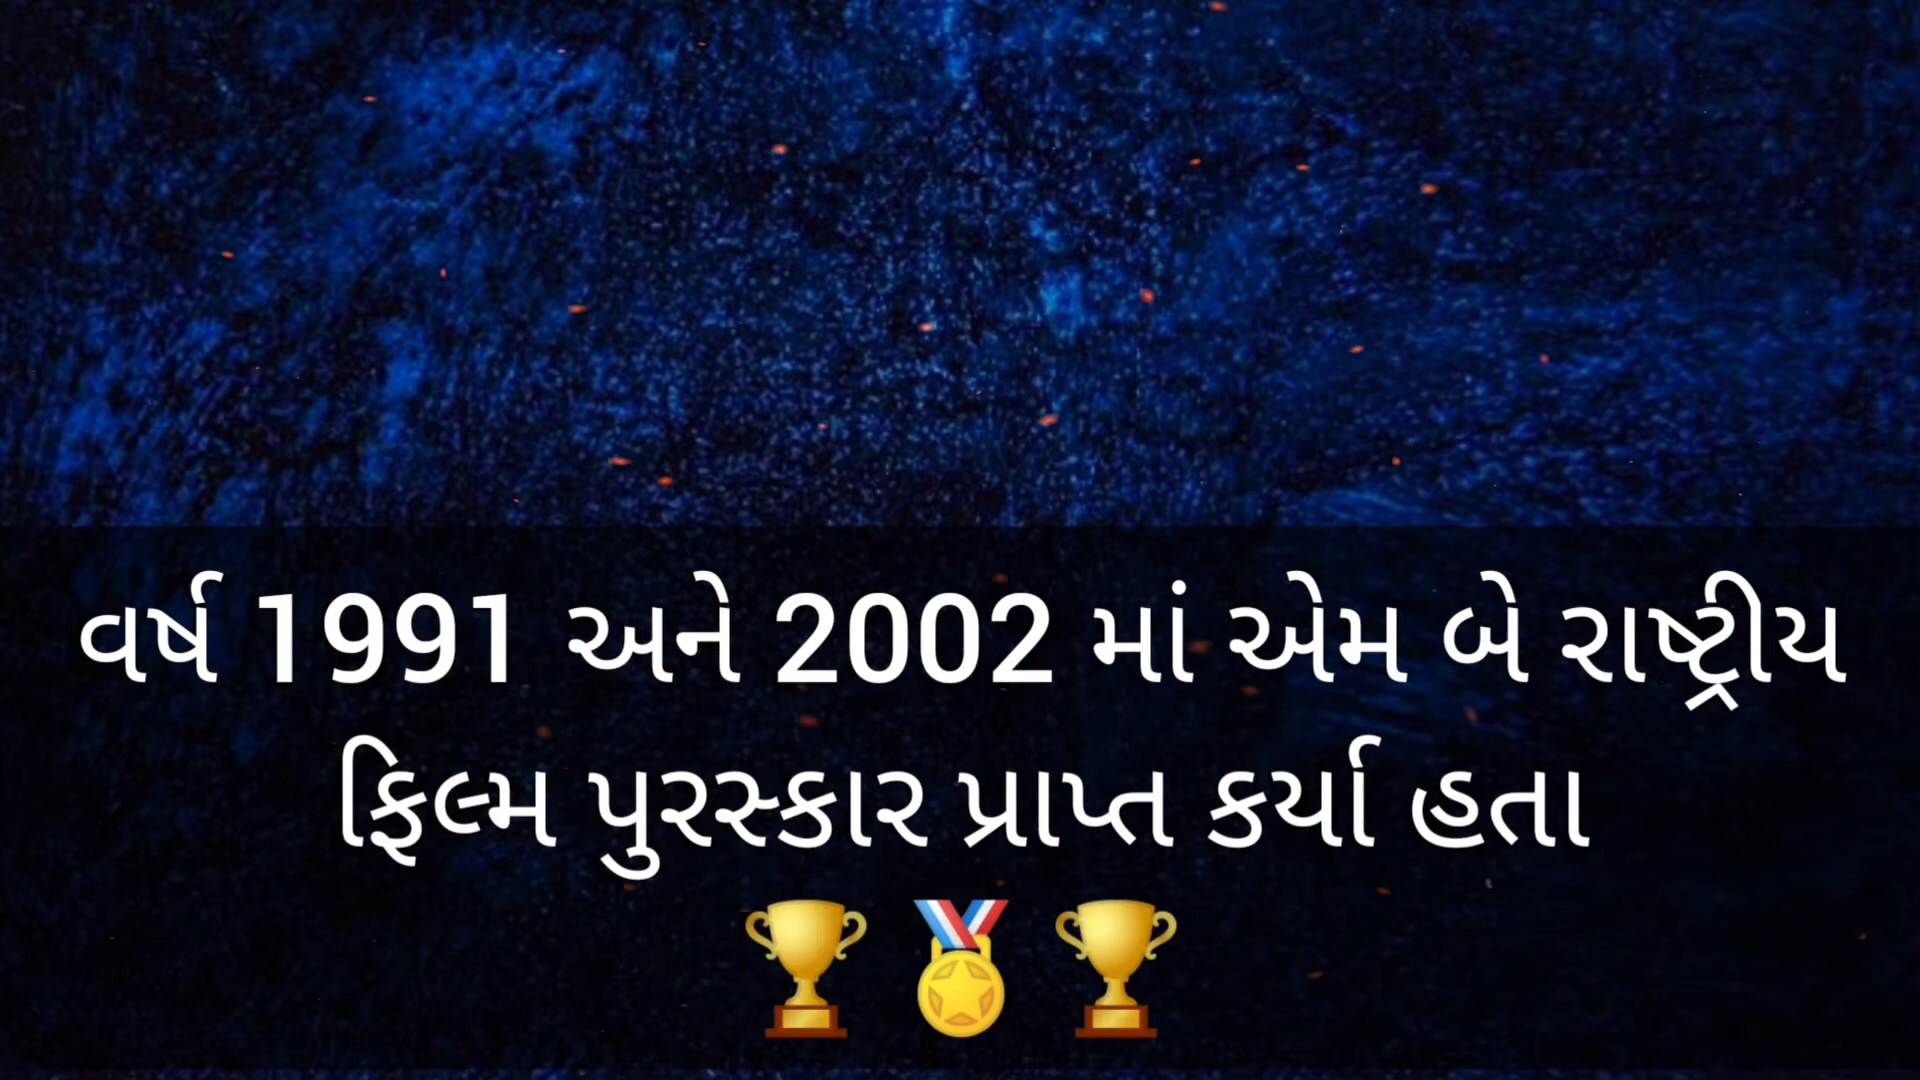 વર્ષ 1991 અને 2002 માં એમ બે રાષ્ટ્રીય
ફિલ્મ પુરસ્કાર પ્રાપ્ત કર્યા હતા
🏆 🏅 🏆